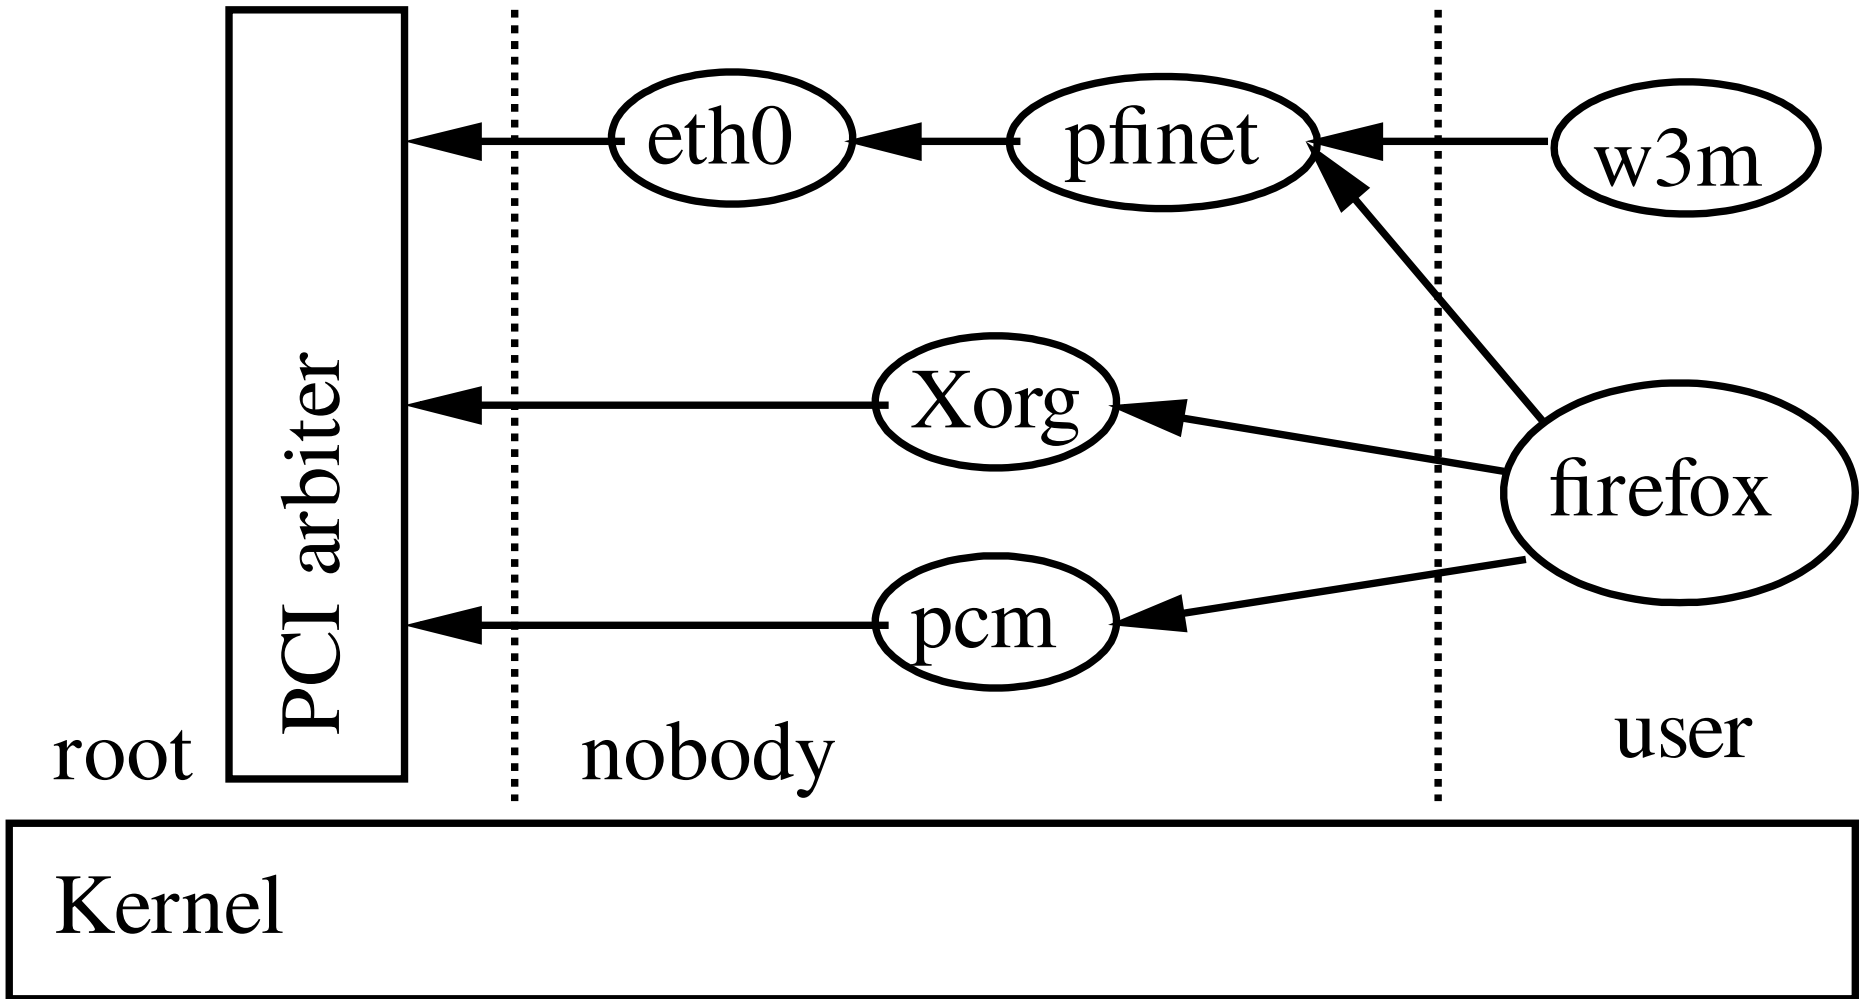 eth0
pfinet
w3m
PCI arbiter
Xorg
firefox
pcm
root
nobody
user
Kernel